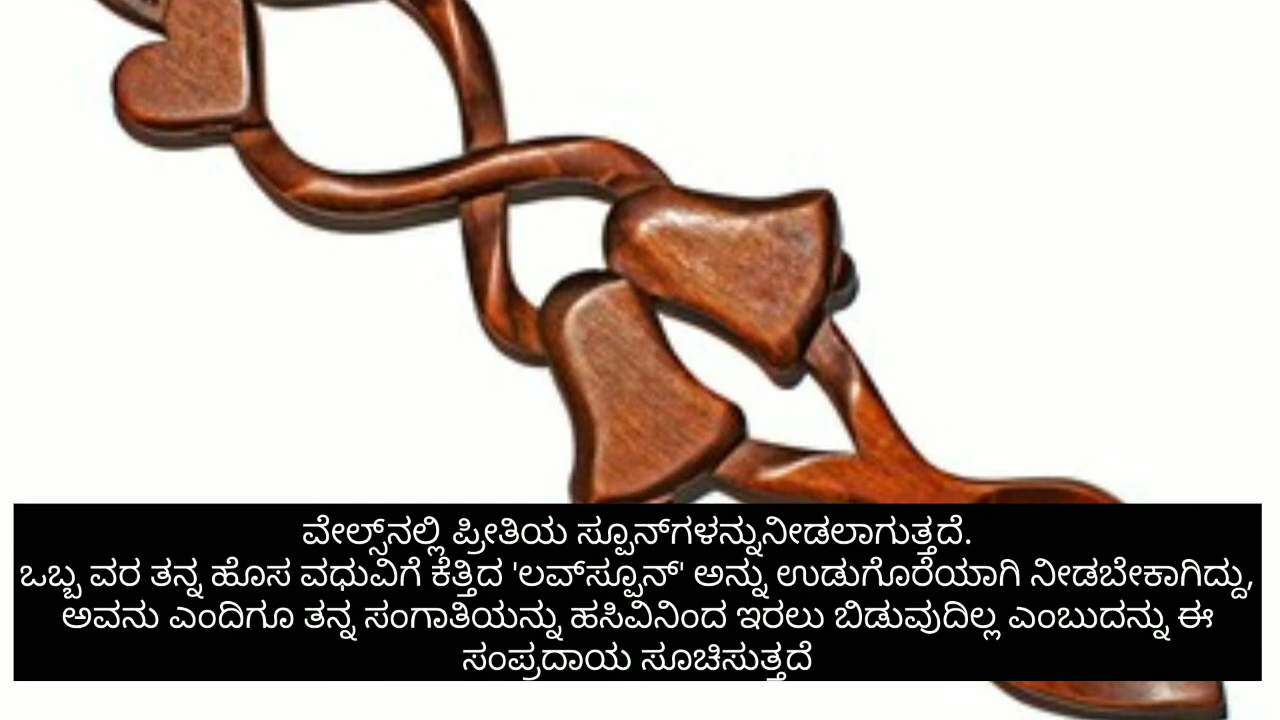 ವೇಲ್ಸ್‌ನಲ್ಲಿ ಪ್ರೀತಿಯ ಸ್ಪೂನ್‌ಗಳನ್ನುನೀಡಲಾಗುತ್ತದೆ.
ಒಬ್ಬ ವರ ತನ್ನ ಹೊಸ ವಧುವಿಗೆ ಕೆತ್ತಿದ 'ಲವ್‌ಸ್ಪೂನ್' ಅನ್ನು ಉಡುಗೊರೆಯಾಗಿ ನೀಡಬೇಕಾಗಿದ್ದು,
ಅವನು ಎಂದಿಗೂ ತನ್ನ ಸಂಗಾತಿಯನ್ನು ಹಸಿವಿನಿಂದ ಇರಲು ಬಿಡುವುದಿಲ್ಲ ಎಂಬುದನ್ನು ಈ
ಸಂಪ್ರದಾಯ ಸೂಚಿಸುತ್ತದೆ